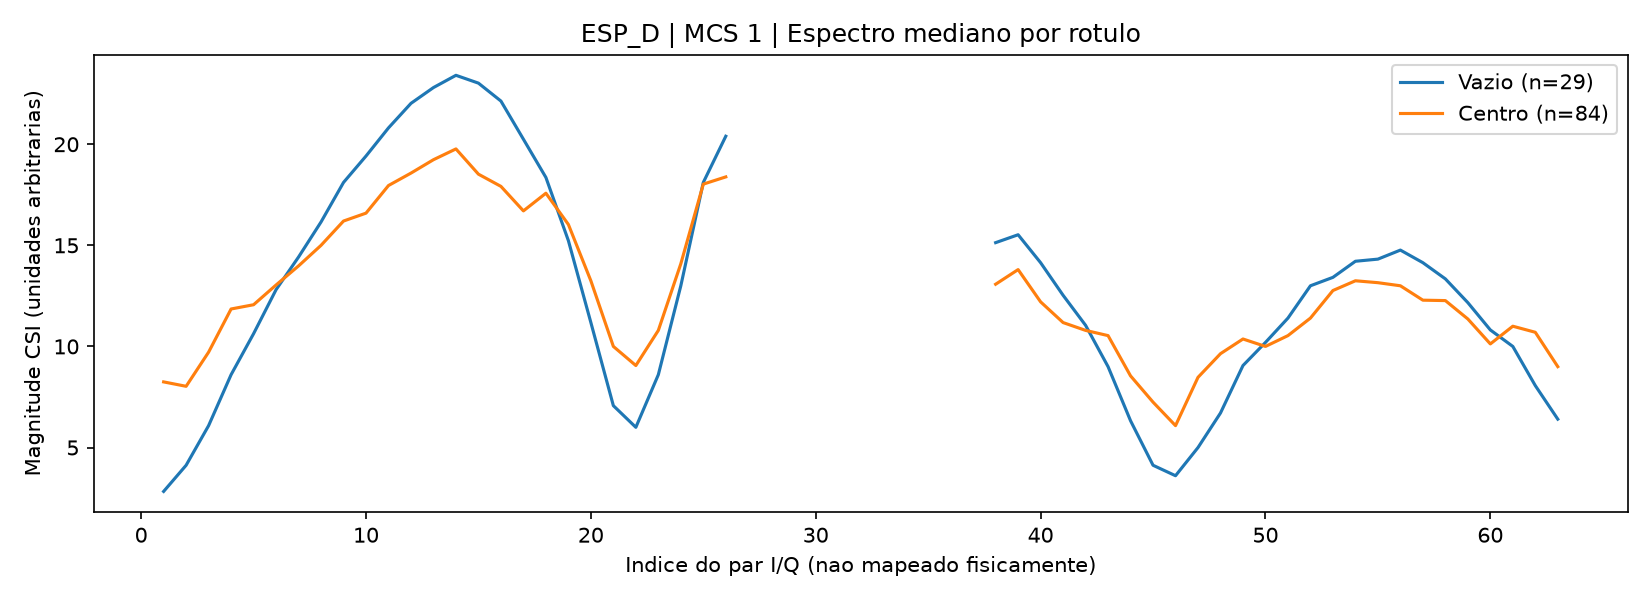 ESP_D | MCS 1 | Espectro mediano por rotulo
Vazio (n=29)
Centro (n=84)
Magnitude CSI (unidades arbitrarias)
20
15
10
5
0 10 20 30 40 50 60
Indice do par I/Q (nao mapeado fisicamente)